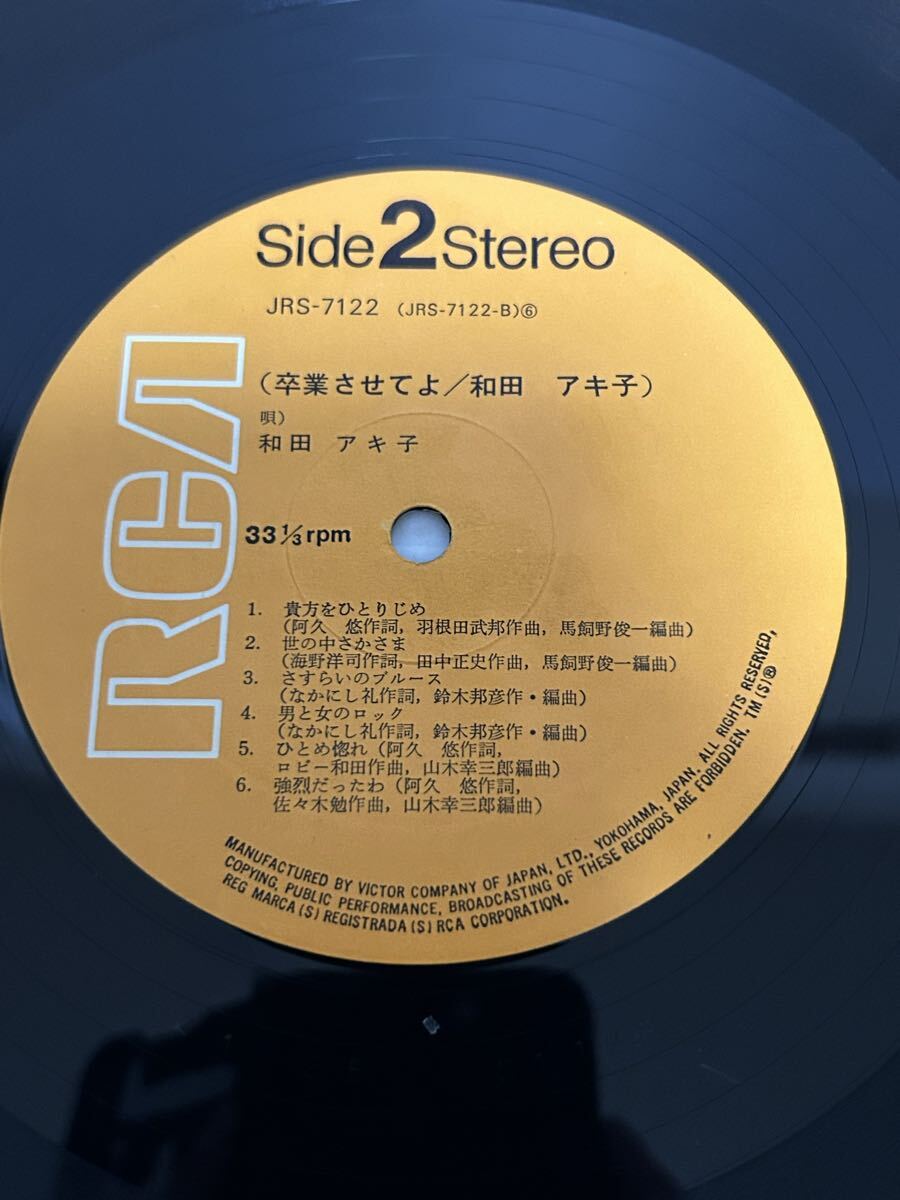 Side 2 Stereo
JRS-7122 (JRS-7122-B)⑥
(卒業させてよ/和田 アキ子)
唄)
和田 アキ子
RCA
33 1/3 rpm
1. 貴方をひとりじめ
(阿久 悠作詞, 羽根田武邦作曲, 馬飼野俊一編曲)
2. 世の中さかさま
(海野洋司作詞, 田中正史作曲, 馬飼野俊一編曲)
3. さすらいのブルース
(なかにし礼作詞, 鈴木邦彦作・編曲)
4. 男と女のロック
(なかにし礼作詞, 鈴木邦彦作・編曲)
5. ひとめ惚れ(阿久 悠作詞,
ロビー和田作曲, 山木幸三郎編曲)
6. 強烈だったわ(阿久 悠作詞,
佐々木勉作曲, 山木幸三郎編曲)
MANUFACTURED BY VICTOR COMPANY OF JAPAN, LTD., YOKOHAMA, JAPAN, ALL RIGHTS RESERVED,
COPYING, PUBLIC PERFORMANCE, BROADCASTING OF THESE RECORDS ARE FORBIDDEN. TM(S)®
REG MARCA(S) REGISTRADA(S) RCA CORPORATION.